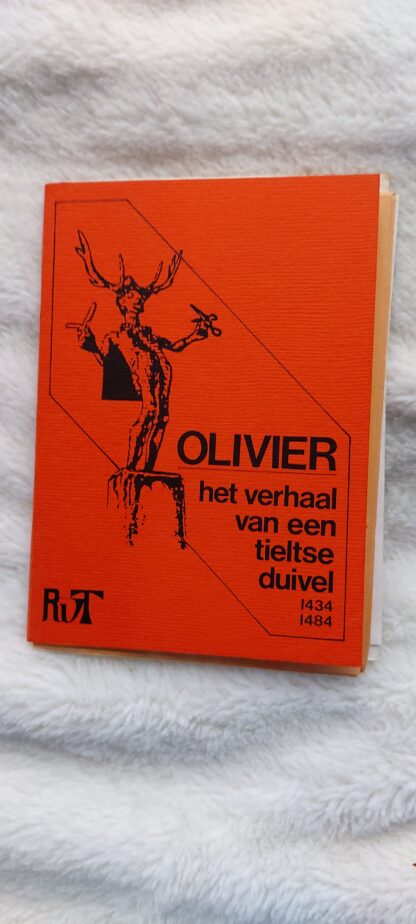 OLIVIER
het verhaal
van een
tieltse
duivel
1434
1484
RvT